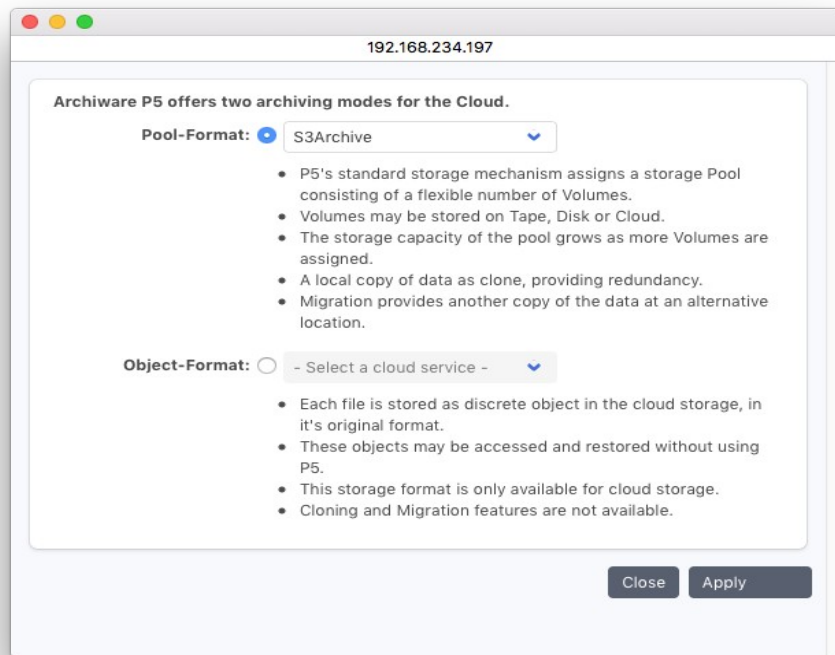 192.168.234.197
Archiware P5 offers two archiving modes for the Cloud.
Pool-Format: S3Archive
• P5's standard storage mechanism assigns a storage Pool
consisting of a flexible number of Volumes.
• Volumes may be stored on Tape, Disk or Cloud.
• The storage capacity of the pool grows as more Volumes are
assigned.
• A local copy of data as clone, providing redundancy.
• Migration provides another copy of the data at an alternative
location.
Object-Format: - Select a cloud service -
• Each file is stored as discrete object in the cloud storage, in
it's original format.
• These objects may be accessed and restored without using
P5.
• This storage format is only available for cloud storage.
• Cloning and Migration features are not available.
Close Apply